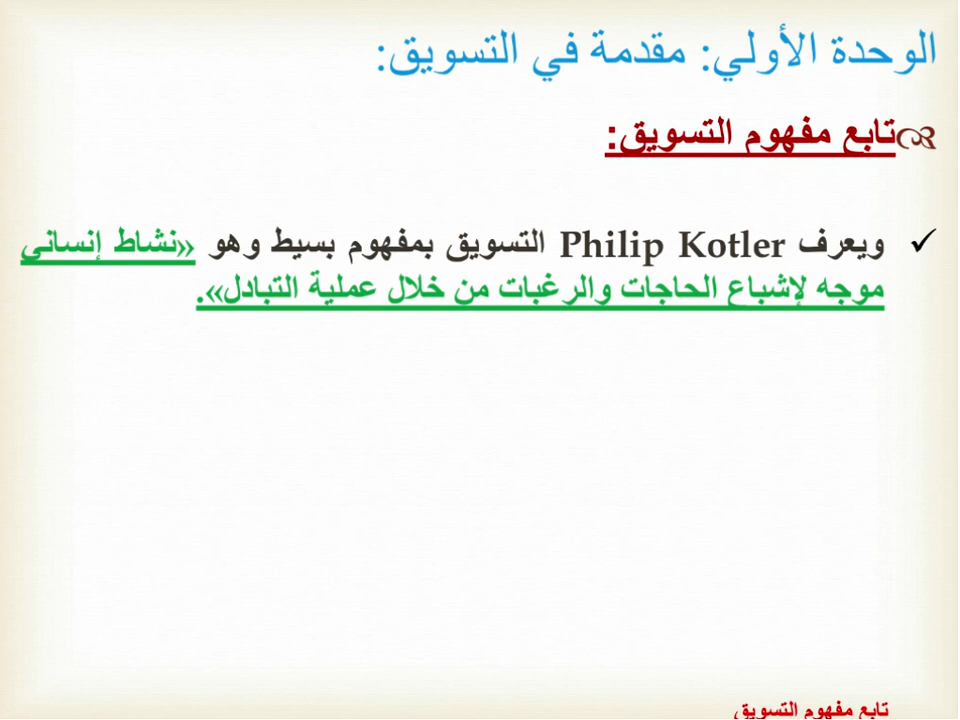 الوحدة الأولي: مقدمة في التسويق:
تابع مفهوم التسويق:
ويعرف Philip Kotler التسويق بمفهوم بسيط وهو «نشاط إنساني
موجه لإشباع الحاجات والرغبات من خلال عملية التبادل».
تابع مفهوم التسويق